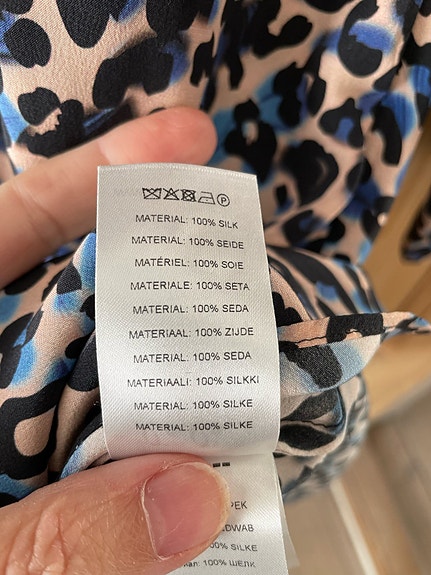 P
MATERIAL: 100% SILK
MATERIAL: 100% SEIDE
MATÉRIEL: 100% SOIE
MATERIALE: 100% SETA
MATERIAL: 100% SEDA
MATERIAAL: 100% ZIJDE
MATERIAL: 100% SEDA
MATERIAALI: 100% SILKKI
MATERIAL: 100% SILKE
MATERIAL: 100% SILKE
100% SILKE
100% ШЕЛК